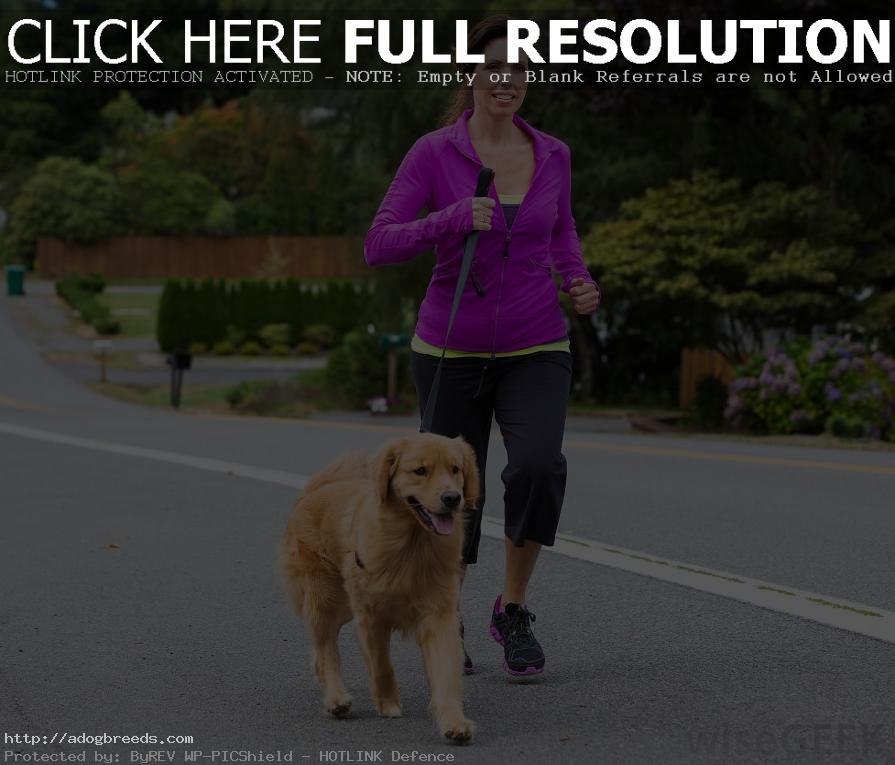 CLICK HERE FULL RESOLUTION
HOTLINK PROTECTION ACTIVATED - NOTE: Empty or Blank Referrals are not Allowed
http://adogbreeds.com
Protected by: ByREV WP-PICShield - HOTLINK Defence